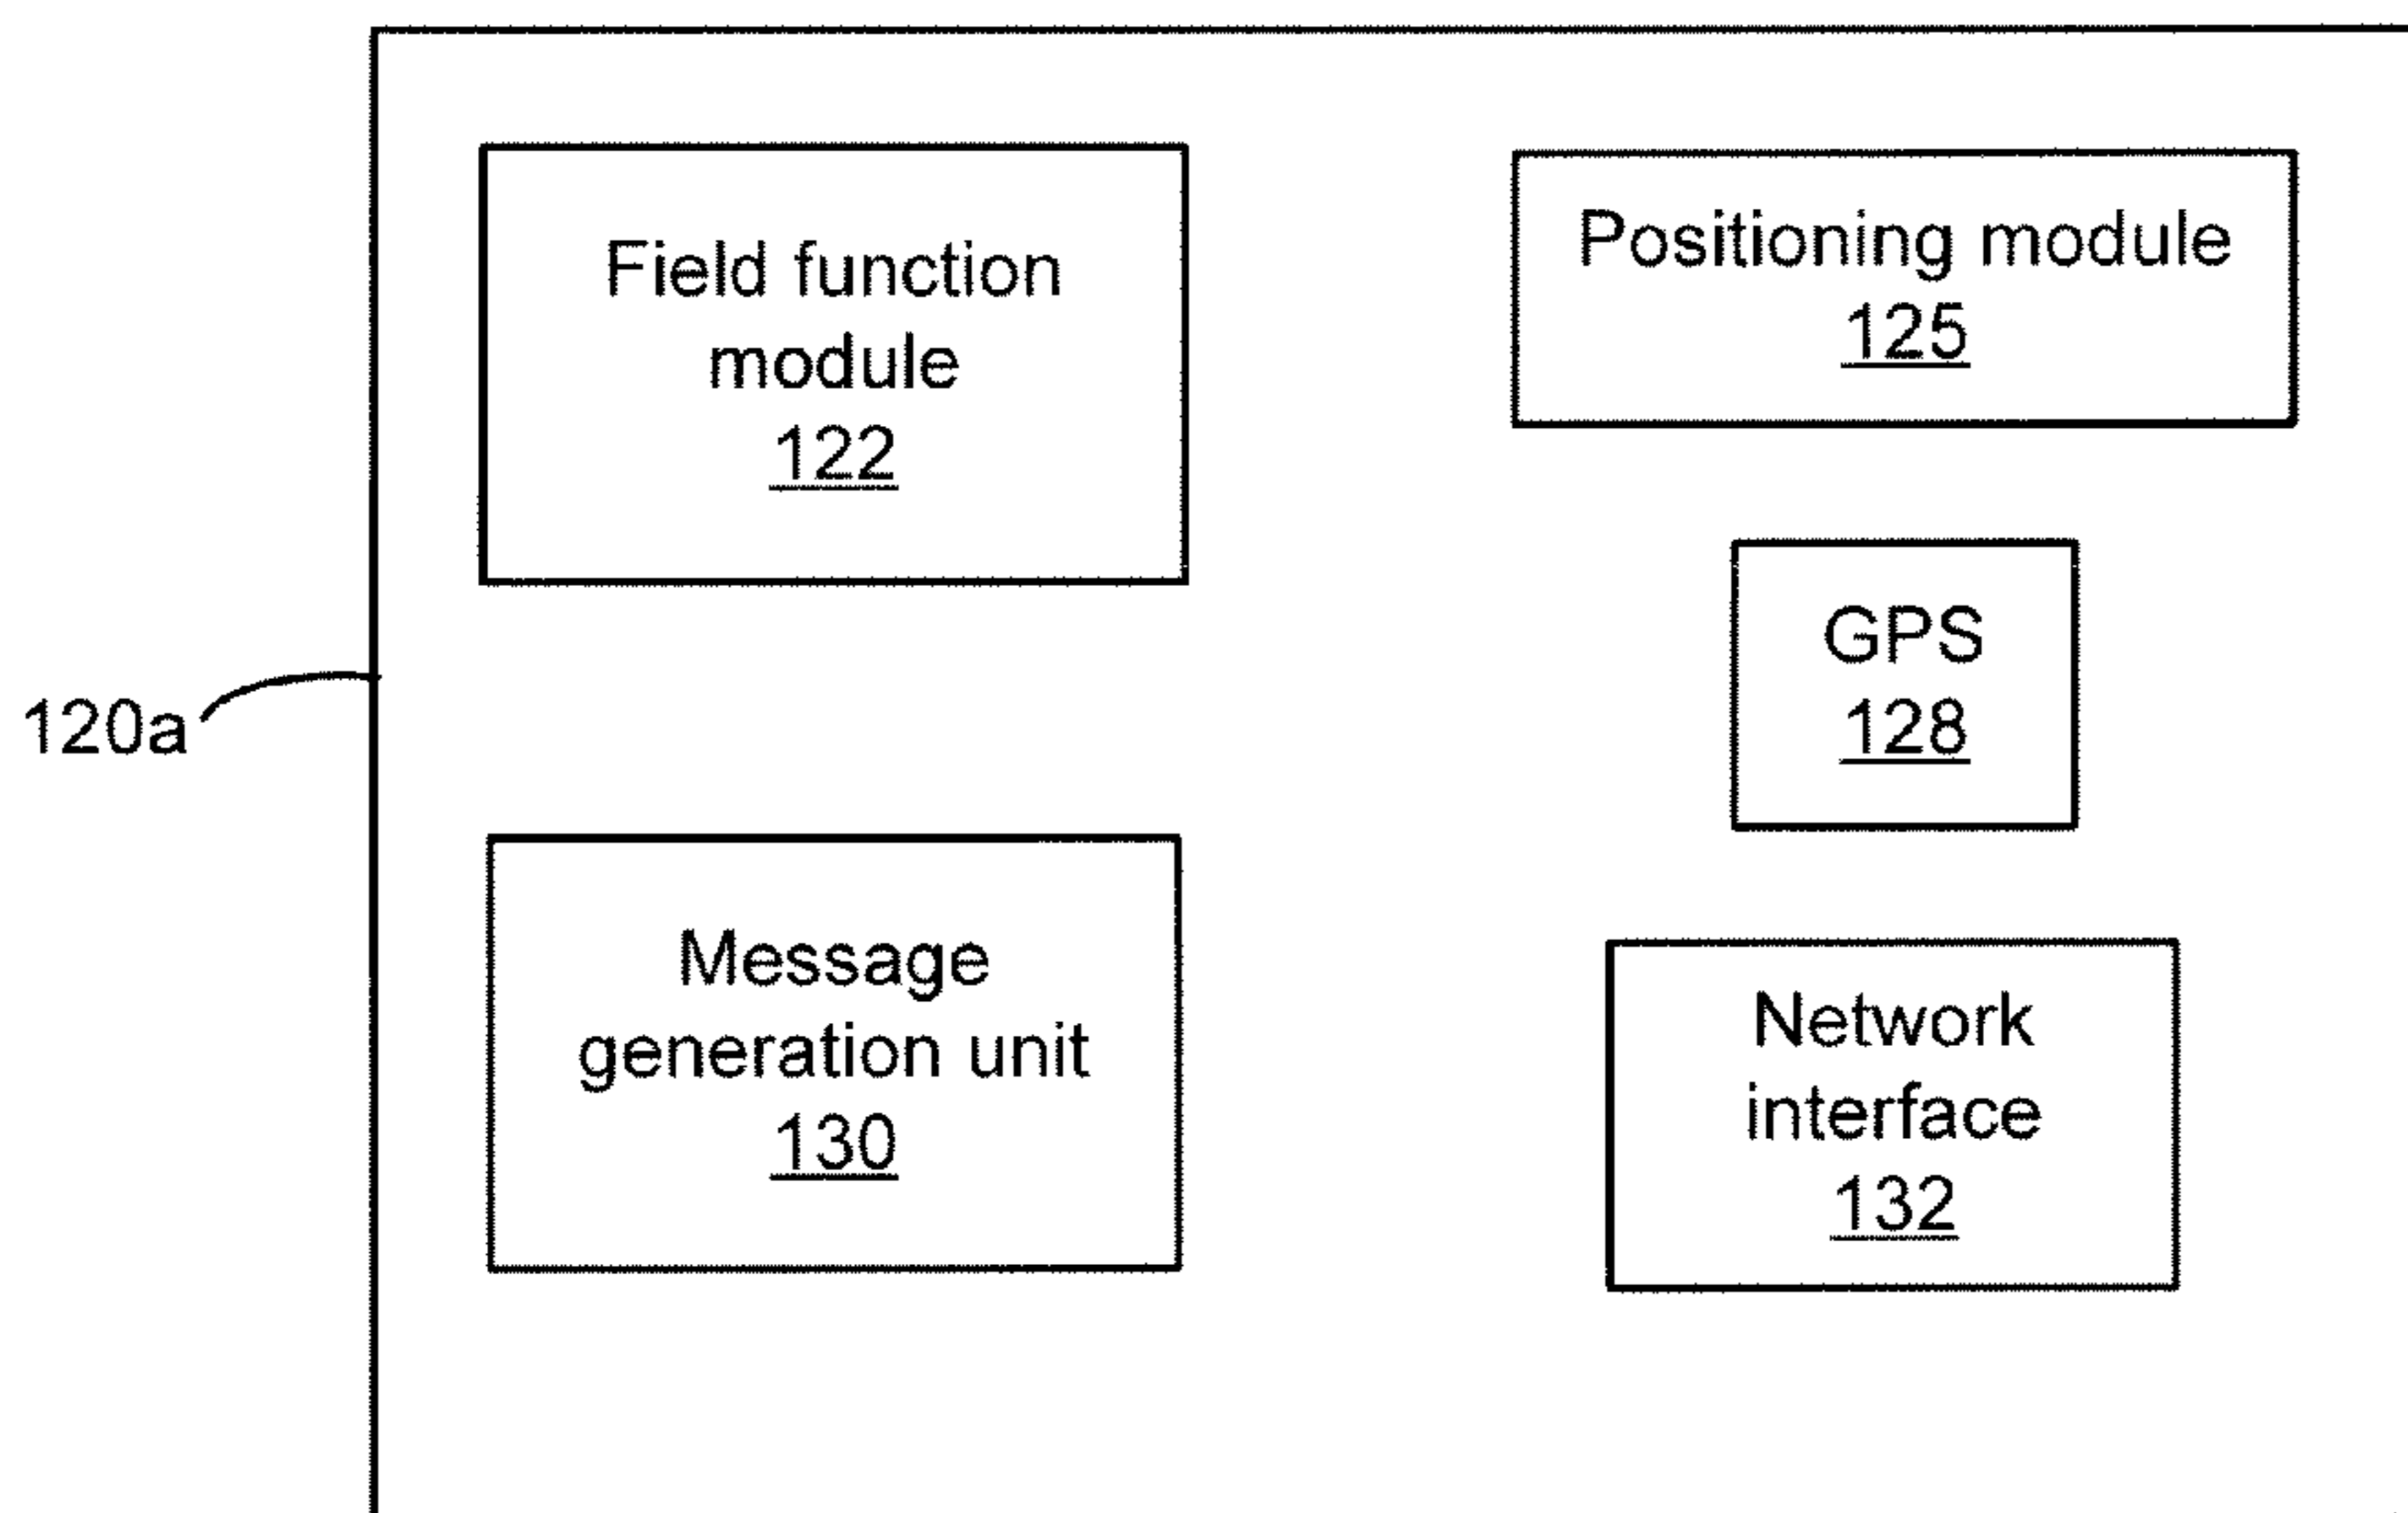 Field function
module
122
Positioning module
125
GPS
128
120a
Message
generation unit
130
Network
interface
132